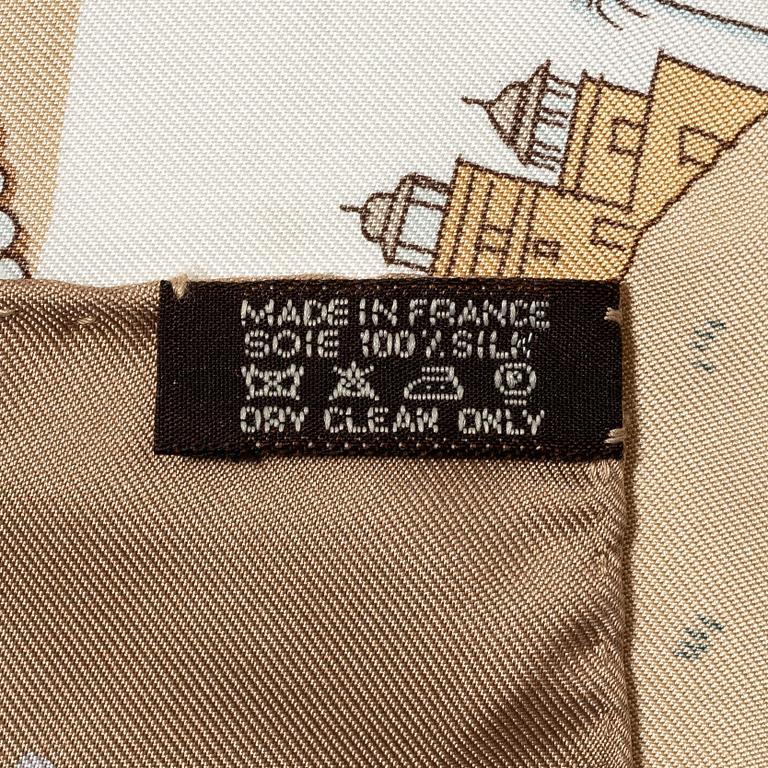 MADE IN FRANCE
SOIE 100% SILK
P
DRY CLEAN ONLY